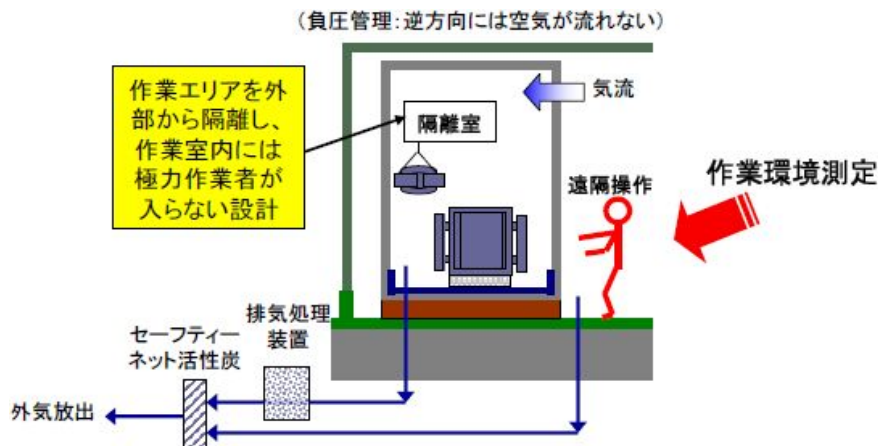 （負圧管理：逆方向には空気が流れない）
作業エリアを外
部から隔離し、
作業室内には
極力作業者が
入らない設計
気流
隔離室
遠隔操作
作業環境測定
排気処理
装置
セーフティー
ネット活性炭
外気放出